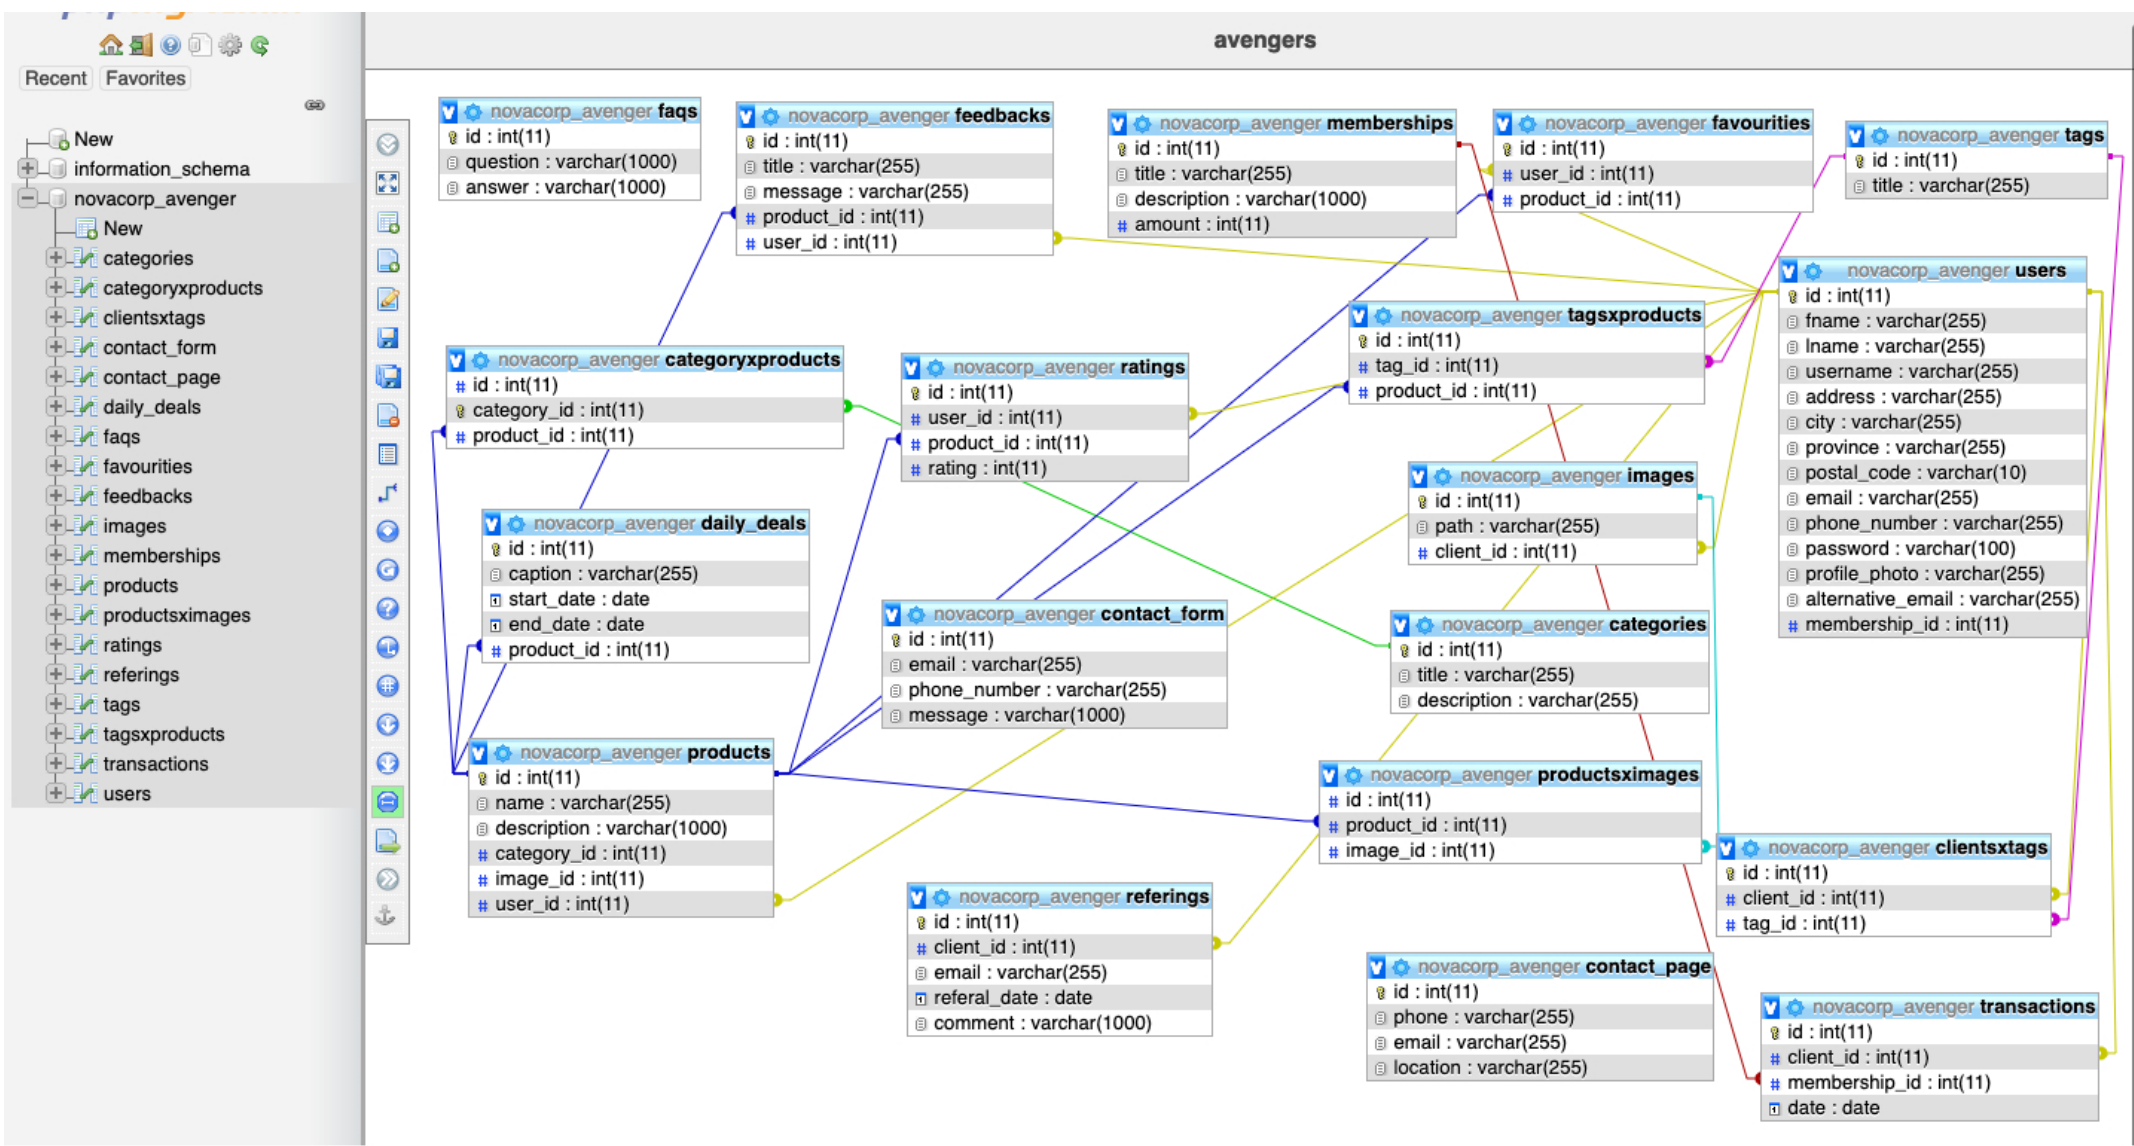 avengers
Recent
Favorites
New
information_schema
novacorp_avenger
New
categories
categoryxproducts
clientsxtags
contact_form
contact_page
daily_deals
faqs
favourities
feedbacks
images
memberships
products
productsximages
ratings
referings
tags
tagsxproducts
transactions
users
novacorp_avenger faqs
id : int(11)
question : varchar(1000)
answer : varchar(1000)
novacorp_avenger feedbacks
id : int(11)
title : varchar(255)
message : varchar(255)
product_id : int(11)
user_id : int(11)
novacorp_avenger memberships
id : int(11)
title : varchar(255)
description : varchar(1000)
amount : int(11)
novacorp_avenger favourities
id : int(11)
user_id : int(11)
product_id : int(11)
novacorp_avenger tags
id : int(11)
title : varchar(255)
novacorp_avenger users
id : int(11)
fname : varchar(255)
lname : varchar(255)
username : varchar(255)
address : varchar(255)
city : varchar(255)
province : varchar(255)
postal_code : varchar(10)
email : varchar(255)
phone_number : varchar(255)
password : varchar(100)
profile_photo : varchar(255)
alternative_email : varchar(255)
membership_id : int(11)
novacorp_avenger tagsxproducts
id : int(11)
tag_id : int(11)
product_id : int(11)
novacorp_avenger categoryxproducts
id : int(11)
category_id : int(11)
product_id : int(11)
novacorp_avenger ratings
id : int(11)
user_id : int(11)
product_id : int(11)
rating : int(11)
novacorp_avenger images
id : int(11)
path : varchar(255)
client_id : int(11)
novacorp_avenger daily_deals
id : int(11)
caption : varchar(255)
start_date : date
end_date : date
product_id : int(11)
novacorp_avenger contact_form
id : int(11)
email : varchar(255)
phone_number : varchar(255)
message : varchar(1000)
novacorp_avenger categories
id : int(11)
title : varchar(255)
description : varchar(255)
novacorp_avenger products
id : int(11)
name : varchar(255)
description : varchar(1000)
category_id : int(11)
image_id : int(11)
user_id : int(11)
novacorp_avenger productsximages
id : int(11)
product_id : int(11)
image_id : int(11)
novacorp_avenger clientsxtags
id : int(11)
client_id : int(11)
tag_id : int(11)
novacorp_avenger referings
id : int(11)
client_id : int(11)
email : varchar(255)
referal_date : date
comment : varchar(1000)
novacorp_avenger contact_page
id : int(11)
phone : varchar(255)
email : varchar(255)
location : varchar(255)
novacorp_avenger transactions
id : int(11)
client_id : int(11)
membership_id : int(11)
date : date